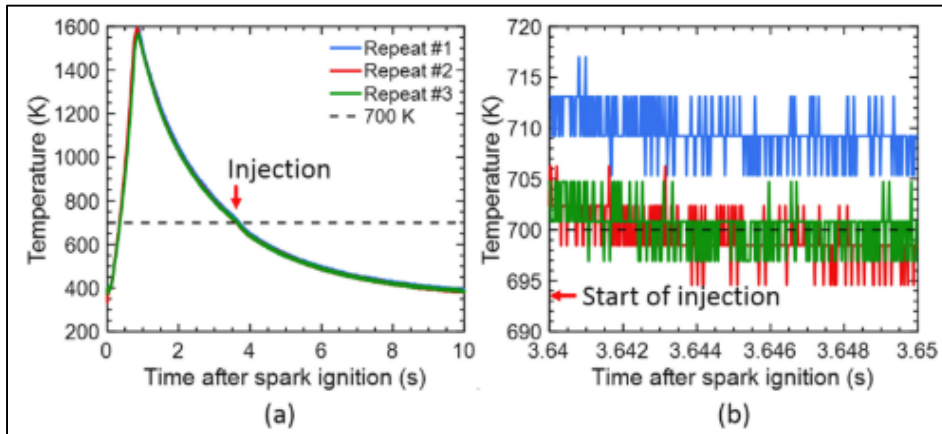 1600
1400
1200
1000
800
600
400
200
Temperature (K)
Repeat #1
Repeat #2
Repeat #3
700 K
Injection
0 2 4 6 8 10
Time after spark ignition (s)
(a)
720
715
710
705
700
695
690
Temperature (K)
Start of injection
3.64 3.642 3.644 3.646 3.648 3.65
Time after spark ignition (s)
(b)